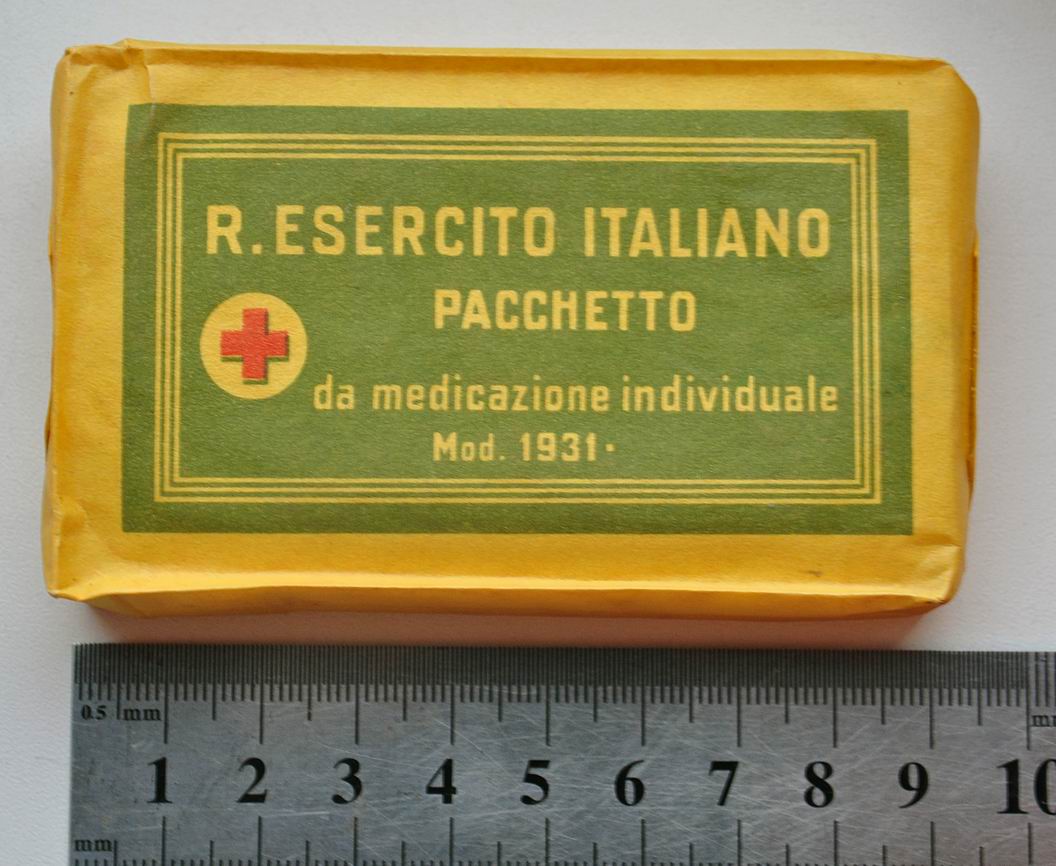 R. ESERCITO ITALIANO
PACCHETTO
da medicazione individuale
Mod. 1931·
0.5 mm
1 2 3 4 5 6 7 8 9 10
mm